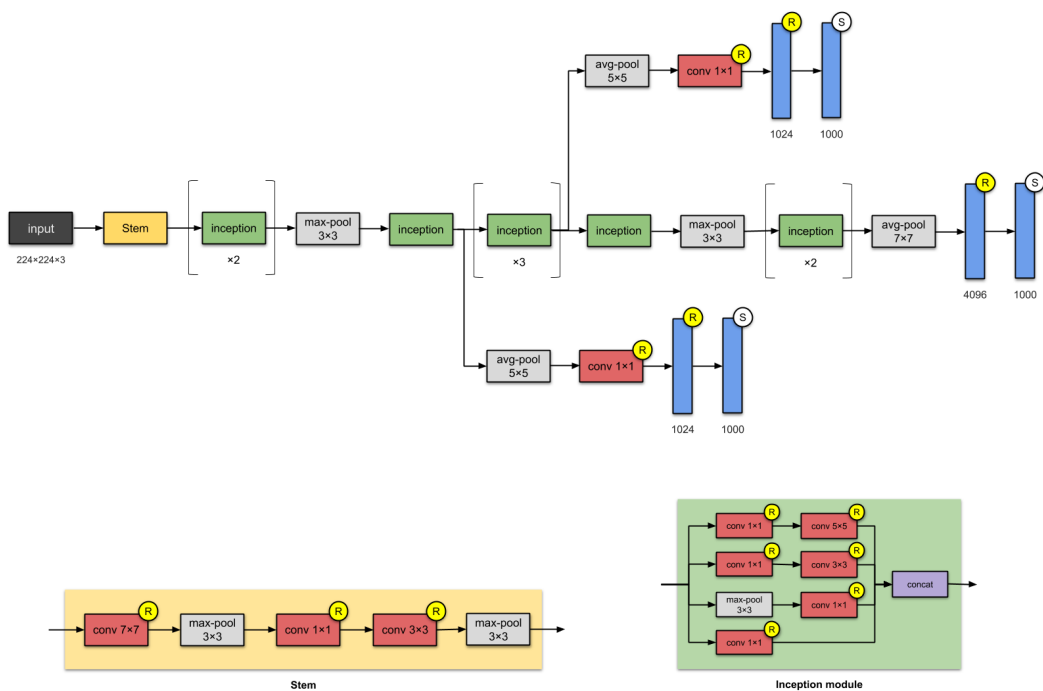 R
S
avg-pool
5×5
R
conv 1×1
1024
1000
input
224×224×3
Stem
inception
×2
max-pool
3×3
inception
inception
×3
inception
max-pool
3×3
inception
×2
avg-pool
7×7
R
S
4096
1000
avg-pool
5×5
R
conv 1×1
R
S
1024
1000
R
conv 7×7
max-pool
3×3
R
conv 1×1
R
conv 3×3
max-pool
3×3
Stem
R
conv 1×1
R
conv 5×5
R
conv 1×1
R
conv 3×3
max-pool
3×3
R
conv 1×1
R
conv 1×1
concat
Inception module